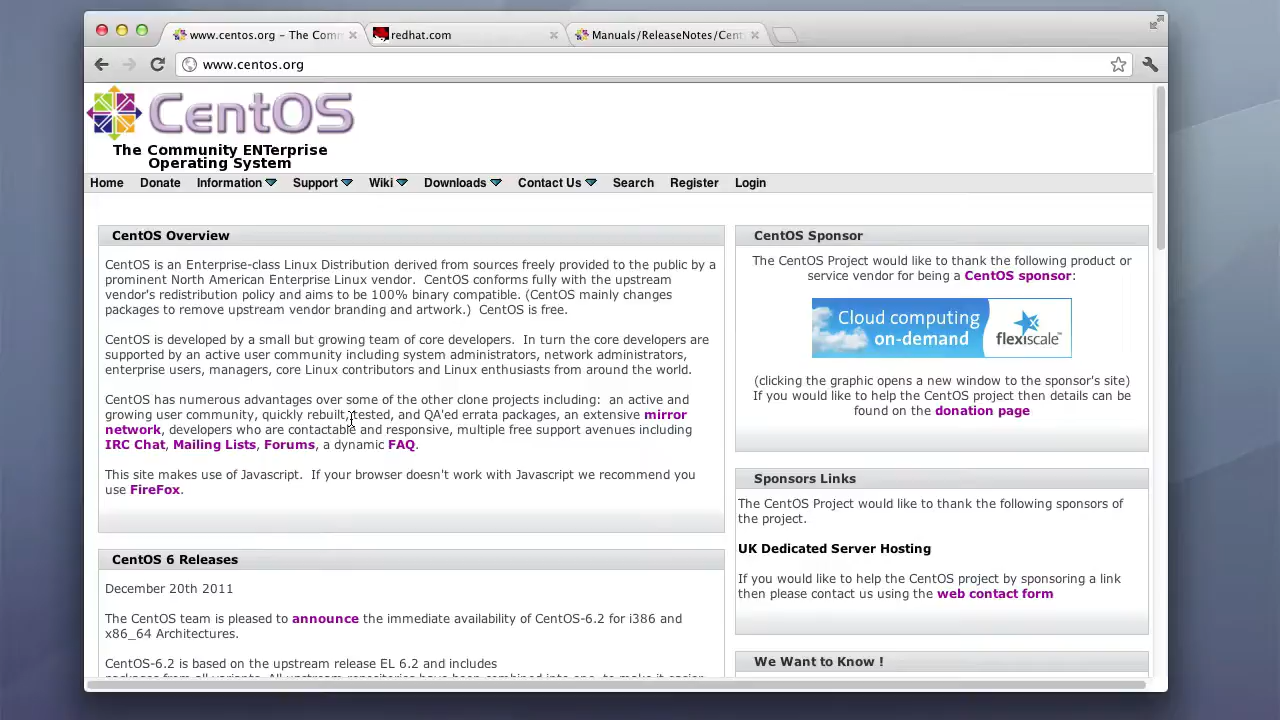 www.centos.org – The Comm
redhat.com
Manuals/ReleaseNotes/Cent
www.centos.org
CentOS
The Community ENTerprise
Operating System
Home Donate Information Support Wiki Downloads Contact Us Search Register Login
CentOS Overview
CentOS is an Enterprise-class Linux Distribution derived from sources freely provided to the public by a
prominent North American Enterprise Linux vendor. CentOS conforms fully with the upstream
vendor's redistribution policy and aims to be 100% binary compatible. (CentOS mainly changes
packages to remove upstream vendor branding and artwork.) CentOS is free.
CentOS is developed by a small but growing team of core developers. In turn the core developers are
supported by an active user community including system administrators, network administrators,
enterprise users, managers, core Linux contributors and Linux enthusiasts from around the world.
CentOS has numerous advantages over some of the other clone projects including: an active and
growing user community, quickly rebuilt, tested, and QA'ed errata packages, an extensive mirror
network, developers who are contactable and responsive, multiple free support avenues including
IRC Chat, Mailing Lists, Forums, a dynamic FAQ.
This site makes use of Javascript. If your browser doesn't work with Javascript we recommend you
use FireFox.
CentOS 6 Releases
December 20th 2011
The CentOS team is pleased to announce the immediate availability of CentOS-6.2 for i386 and
x86_64 Architectures.
CentOS-6.2 is based on the upstream release EL 6.2 and includes
packages from all variants. All upstream repositories have been combined into one, to make it easier
CentOS Sponsor
The CentOS Project would like to thank the following product or
service vendor for being a CentOS sponsor:
Cloud computing
on-demand
flexiscale™
(clicking the graphic opens a new window to the sponsor's site)
If you would like to help the CentOS project then details can be
found on the donation page
Sponsors Links
The CentOS Project would like to thank the following sponsors of
the project.
UK Dedicated Server Hosting
If you would like to help the CentOS project by sponsoring a link
then please contact us using the web contact form
We Want to Know !